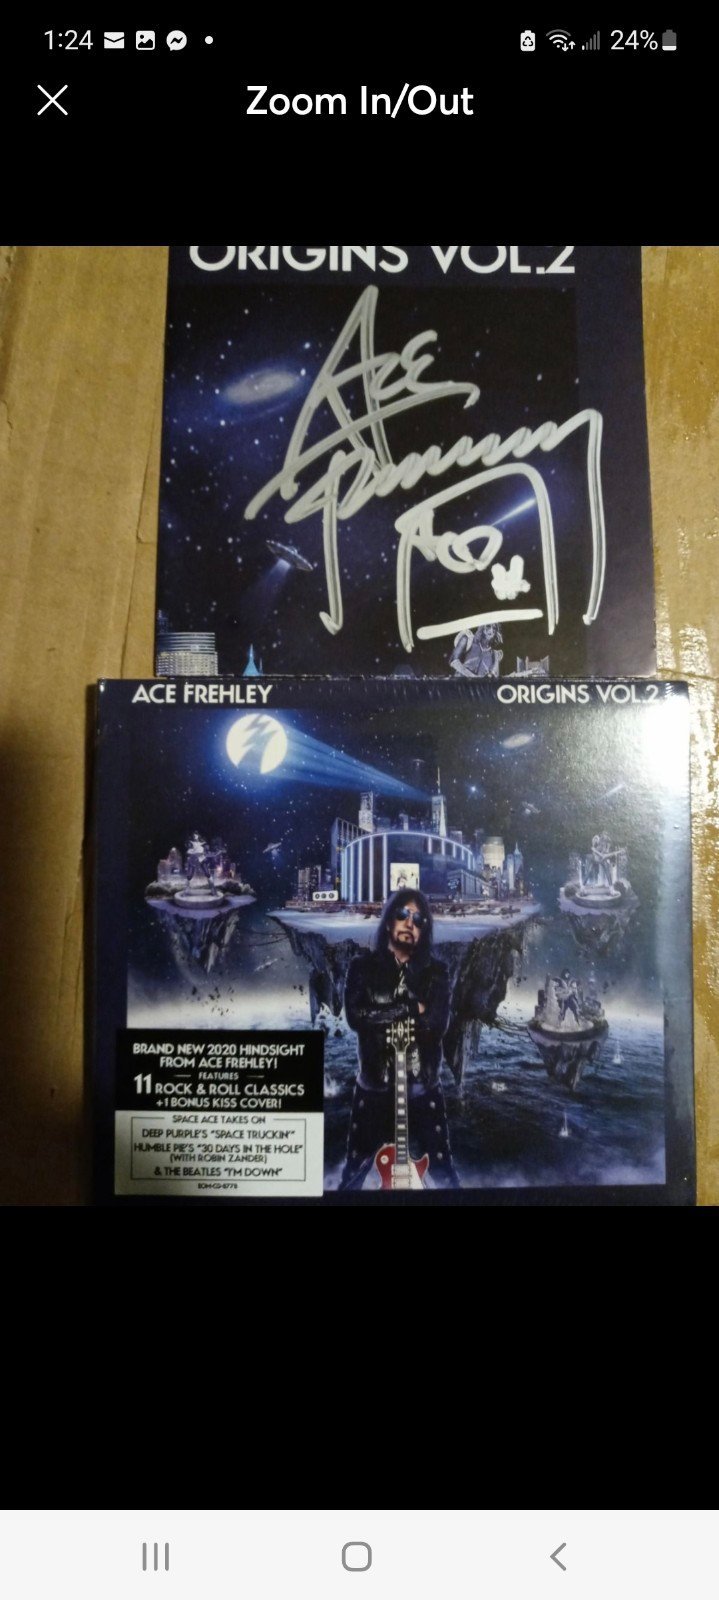 1:24
24%
Zoom In/Out
ORIGINS VOL.2
Ace
ACE FREHLEY
ORIGINS VOL.2
BRAND NEW 2020 HINDSIGHT
FROM ACE FREHLEY!
FEATURES
11 ROCK & ROLL CLASSICS
+1 BONUS KISS COVER!
SPACE ACE TAKES ON
DEEP PURPLE'S "SPACE TRUCKIN'"
HUMBLE PIE'S "30 DAYS IN THE HOLE"
(WITH ROBIN ZANDER)
& THE BEATLES "I'M DOWN"